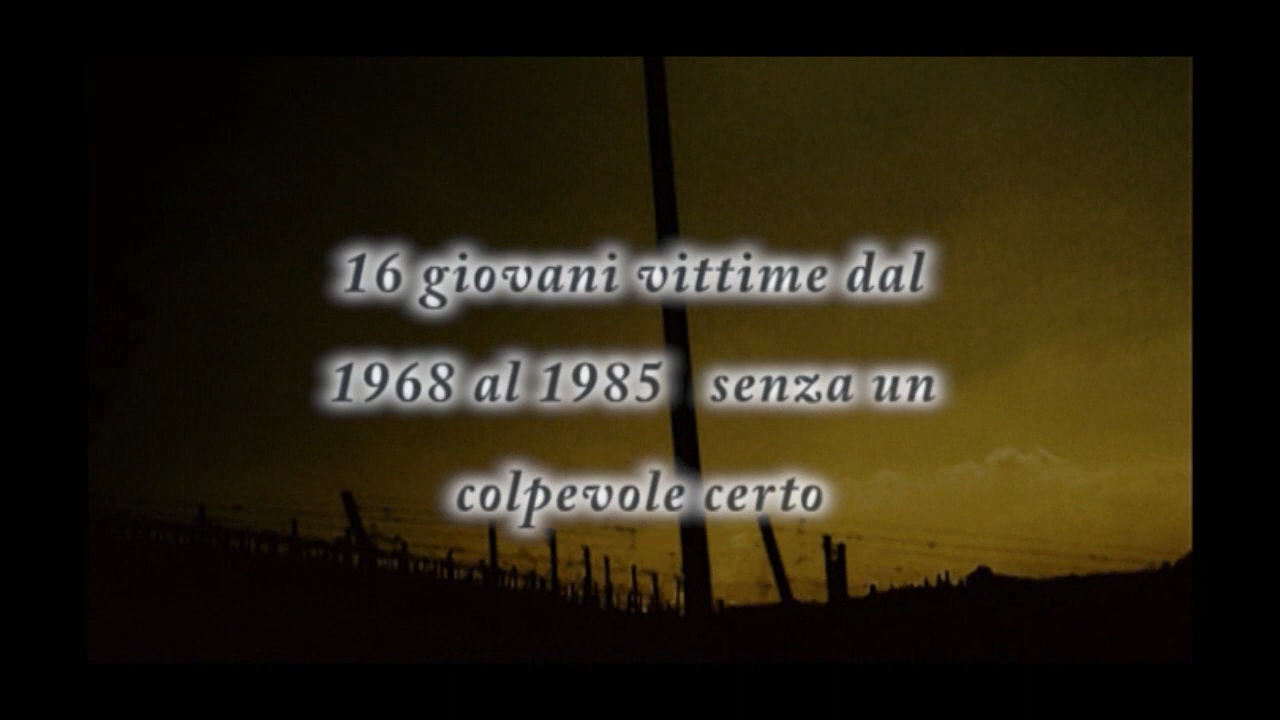 16 giovani vittime dal
1968 al 1985 senza un
colpevole certo